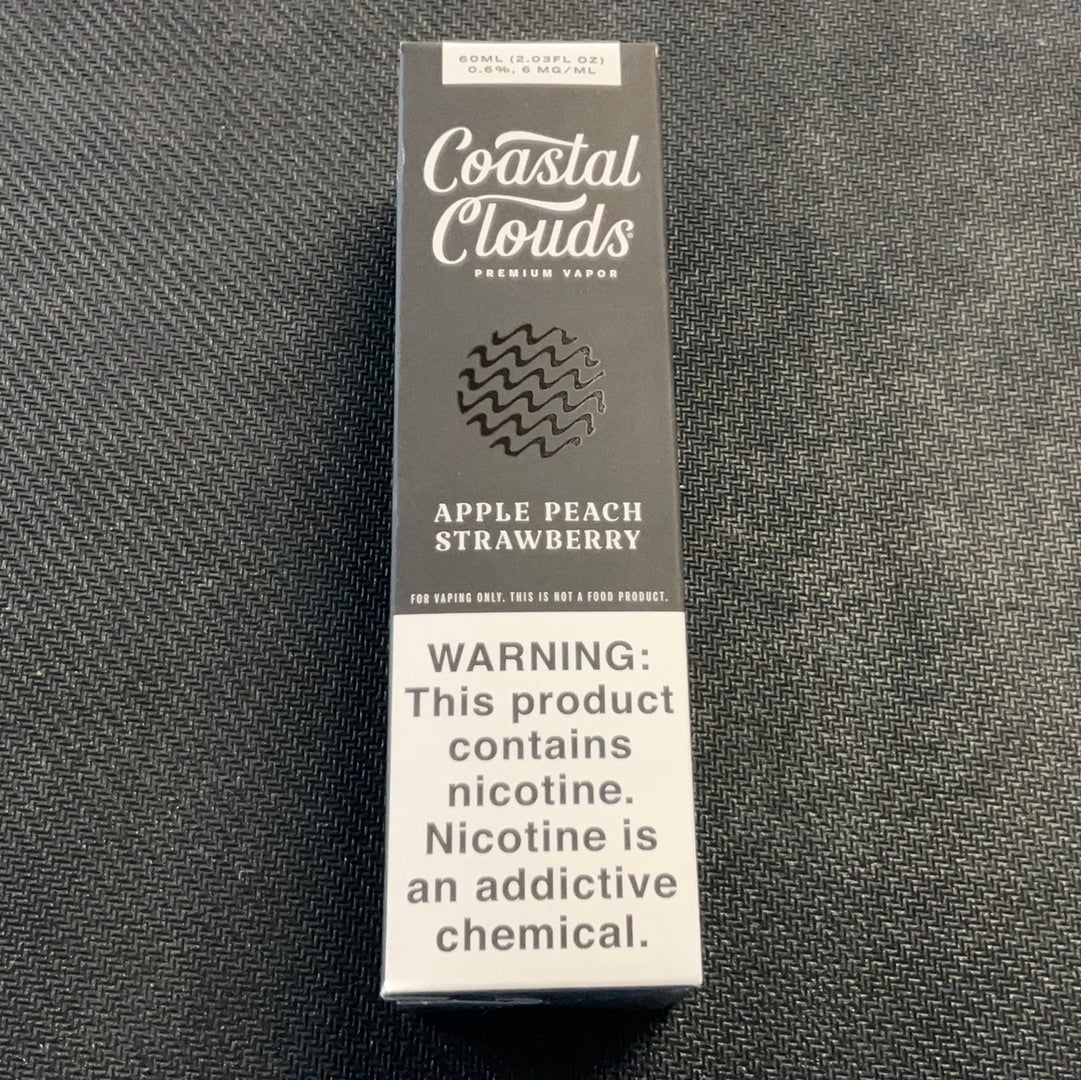 60ML (2.03FL OZ)
0.6%, 6 MG/ML
Coastal
Clouds
PREMIUM VAPOR
APPLE PEACH
STRAWBERRY
FOR VAPING ONLY. THIS IS NOT A FOOD PRODUCT.
WARNING:
This product
contains
nicotine.
Nicotine is
an addictive
chemical.